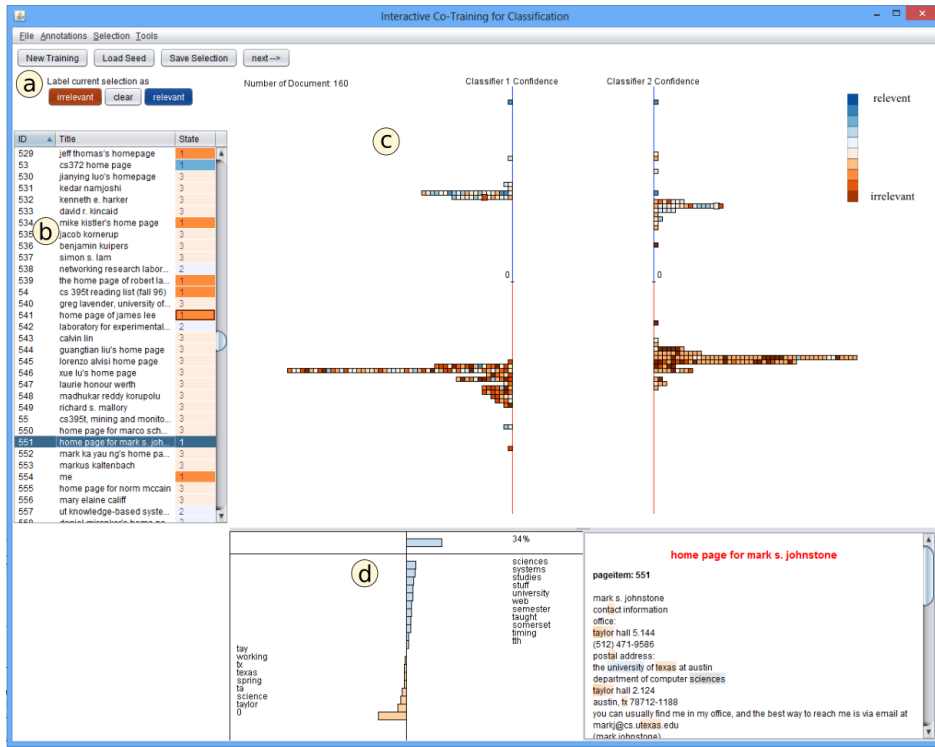 Interactive Co-Training for Classification
File Annotations Selection Tools
New Training Load Seed Save Selection next -->
a
Label current selection as
irrelevant clear relevant
Number of Document: 160
Classifier 1 Confidence
Classifier 2 Confidence
relevent
irrelevant
c
0
0
b
ID Title State
529 jeff thomas's homepage 1
53 cs372 home page 1
530 jianying luo's homepage 3
531 kedar namjoshi 3
532 kenneth e. harker 3
533 david r. kincaid 3
534 mike kistler's home page 1
535 jacob kornerup 3
536 benjamin kuipers 3
537 simon s. lam 3
538 networking research labor... 2
539 the home page of robert la... 1
54 cs 395t reading list (fall 96) 1
540 greg lavender, university of... 3
541 home page of james lee 1
542 laboratory for experimental... 2
543 calvin lin 3
544 guangtian liu's home page 3
545 lorenzo alvisi home page 3
546 xue lu's home page 3
547 laurie honour werth 3
548 madhukar reddy korupolu 3
549 richard s. mallory 3
55 cs395t, mining and monito... 3
550 home page for marco sch... 3
551 home page for mark s. joh... 1
552 mark ka yau ng's home pa... 3
553 markus kaltenbach 3
554 me 1
555 home page for norm mccain 3
556 mary elaine califf 3
557 ut knowledge-based syste... 2
d
34%
sciences
systems
studies
stuff
university
web
semester
taught
somerset
timing
tth
tay
working
tx
texas
spring
ta
science
taylor
0
home page for mark s. johnstone
pageitem: 551
mark s. johnstone
contact information
office:
taylor hall 5.144
(512) 471-9586
postal address:
the university of texas at austin
department of computer sciences
taylor hall 2.124
austin, tx 78712-1188
you can usually find me in my office, and the best way to reach me is via email at
markj@cs.utexas.edu
(mark johnstone)